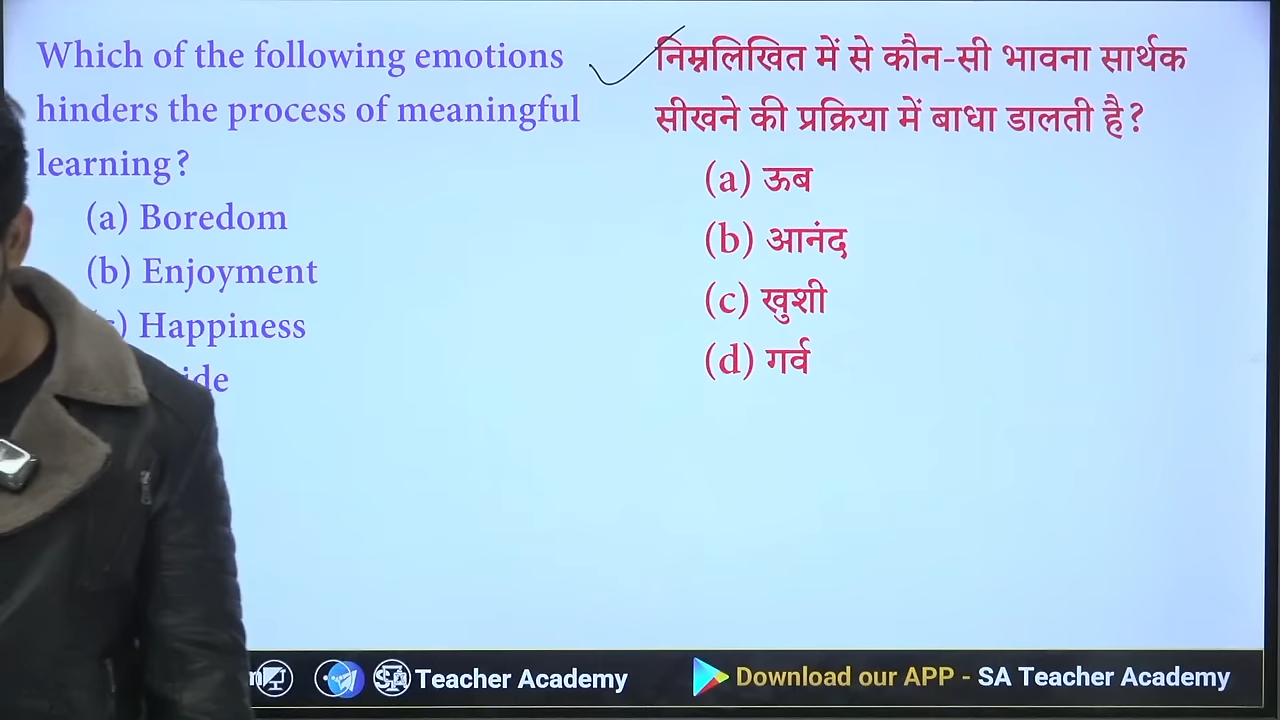 Which of the following emotions
hinders the process of meaningful
learning?
(a) Boredom
(b) Enjoyment
Happiness
निम्नलिखित में से कौन-सी भावना सार्थक
सीखने की प्रक्रिया में बाधा डालती है?
(a) ऊब
(b) आनंद
(c) खुशी
(d) गर्व
Teacher Academy
Download our APP - SA Teacher Academy